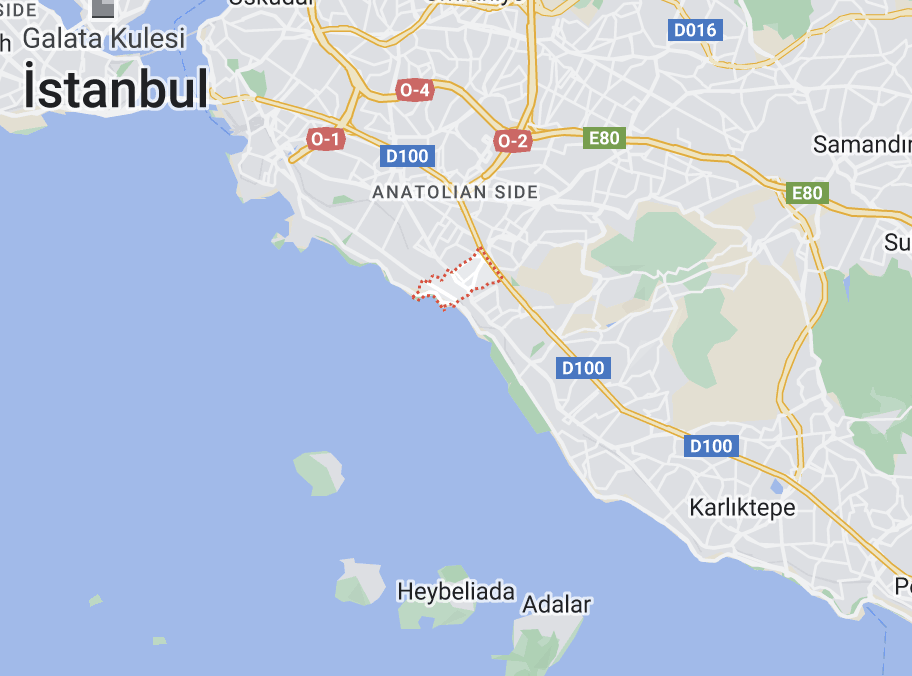 SIDE
Üsküdar
Ümraniye
D016
h Galata Kulesi
İstanbul
O-4
O-1
D100
O-2
E80
Samandır
ANATOLIAN SIDE
E80
Su
D100
D100
Karlıktepe
Heybeliada
Adalar
Pe